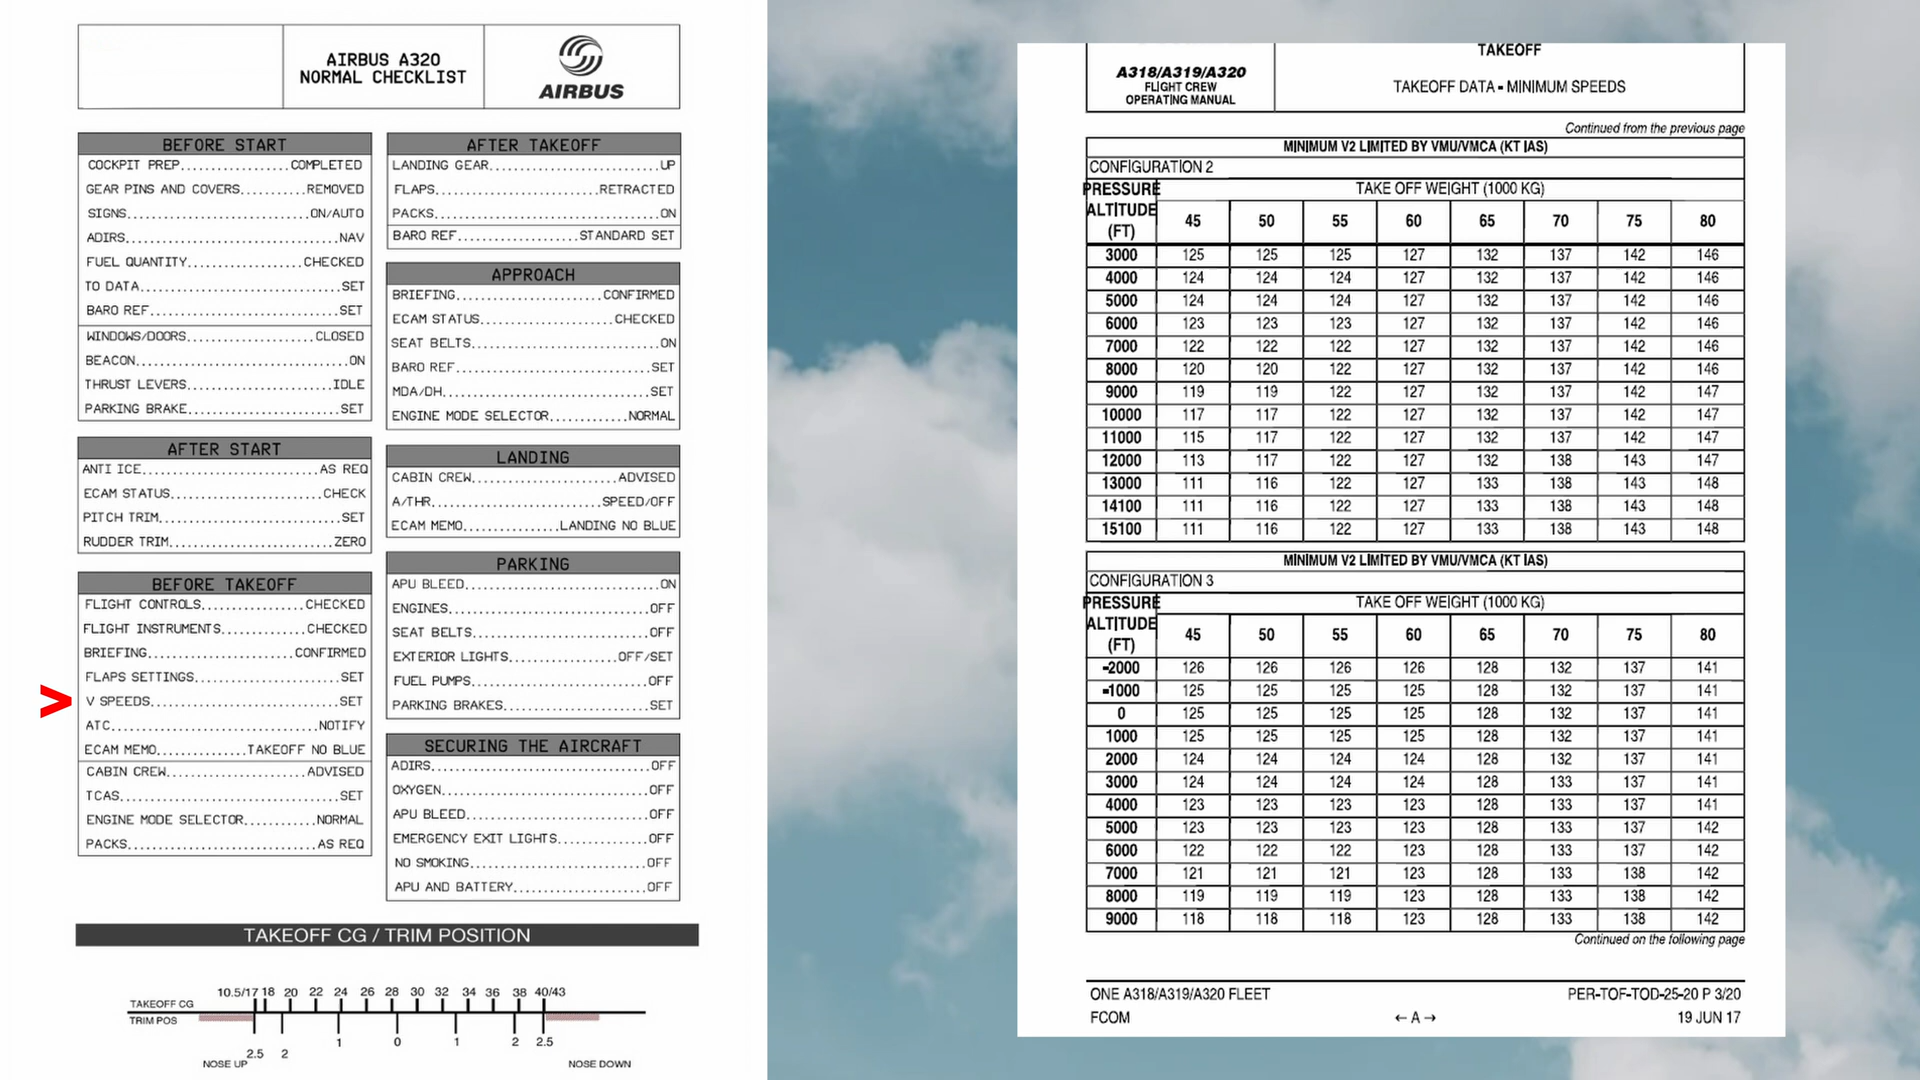 AIRBUS A320
NORMAL CHECKLIST
AIRBUS
BEFORE START
COCKPIT PREP....................COMPLETED
GEAR PINS AND COVERS..........REMOVED
SIGNS....................ON/AUTO
ADIRS....................NAV
FUEL QUANTITY....................CHECKED
TO DATA....................SET
BARO REF....................SET
WINDOWS/DOORS....................CLOSED
BEACON....................ON
THRUST LEVERS....................IDLE
PARKING BRAKE....................SET
AFTER START
ANTI ICE....................AS REQ
ECAM STATUS....................CHECK
PITCH TRIM....................SET
RUDDER TRIM....................ZERO
BEFORE TAKEOFF
FLIGHT CONTROLS....................CHECKED
FLIGHT INSTRUMENTS..............CHECKED
BRIEFING....................CONFIRMED
FLAPS SETTINGS....................SET
> V SPEEDS....................SET
ATC....................NOTIFY
ECAM MEMO............TAKEOFF NO BLUE
CABIN CREW....................ADVISED
TCAS....................SET
ENGINE MODE SELECTOR..........NORMAL
PACKS....................AS REQ
AFTER TAKEOFF
LANDING GEAR....................UP
FLAPS....................RETRACTED
PACKS....................ON
BARO REF....................STANDARD SET
APPROACH
BRIEFING....................CONFIRMED
ECAM STATUS....................CHECKED
SEAT BELTS....................ON
BARO REF....................SET
MDA/DH....................SET
ENGINE MODE SELECTOR...........NORMAL
LANDING
CABIN CREW....................ADVISED
A/THR....................SPEED/OFF
ECAM MEMO.............LANDING NO BLUE
PARKING
APU BLEED....................ON
ENGINES....................OFF
SEAT BELTS....................OFF
EXTERIOR LIGHTS................OFF/SET
FUEL PUMPS....................OFF
PARKING BRAKES....................SET
SECURING THE AIRCRAFT
ADIRS....................OFF
OXYGEN....................OFF
APU BLEED....................OFF
EMERGENCY EXIT LIGHTS.............OFF
NO SMOKING....................OFF
APU AND BATTERY....................OFF
TAKEOFF CG / TRIM POSITION
TAKEOFF CG 10.5/17 18 20 22 24 26 28 30 32 34 36 38 40/43
TRIM POS
2.5 2 1 0 1 2 2.5
NOSE UP NOSE DOWN
TAKEOFF
A318/A319/A320
FLIGHT CREW
OPERATING MANUAL
TAKEOFF DATA - MINIMUM SPEEDS
Continued from the previous page
MINIMUM V2 LIMITED BY VMU/VMCA (KT IAS)
CONFIGURATION 2
PRESSURE ALTITUDE (FT) TAKE OFF WEIGHT (1000 KG)
45 50 55 60 65 70 75 80
3000 125 125 125 127 132 137 142 146
4000 124 124 124 127 132 137 142 146
5000 124 124 124 127 132 137 142 146
6000 123 123 123 127 132 137 142 146
7000 122 122 122 127 132 137 142 146
8000 120 120 122 127 132 137 142 146
9000 119 119 122 127 132 137 142 147
10000 117 117 122 127 132 137 142 147
11000 115 117 122 127 132 137 142 147
12000 113 117 122 127 132 138 143 147
13000 111 116 122 127 133 138 143 148
14100 111 116 122 127 133 138 143 148
15100 111 116 122 127 133 138 143 148
MINIMUM V2 LIMITED BY VMU/VMCA (KT IAS)
CONFIGURATION 3
PRESSURE ALTITUDE (FT) TAKE OFF WEIGHT (1000 KG)
45 50 55 60 65 70 75 80
-2000 126 126 126 126 128 132 137 141
-1000 125 125 125 125 128 132 137 141
0 125 125 125 125 128 132 137 141
1000 125 125 125 125 128 132 137 141
2000 124 124 124 124 128 132 137 141
3000 124 124 124 124 128 133 137 141
4000 123 123 123 123 128 133 137 141
5000 123 123 123 123 128 133 137 142
6000 122 122 122 123 128 133 137 142
7000 121 121 121 123 128 133 138 142
8000 119 119 119 123 128 133 138 142
9000 118 118 118 123 128 133 138 142
Continued on the following page
ONE A318/A319/A320 FLEET PER-TOF-TOD-25-20 P 3/20
FCOM ← A → 19 JUN 17